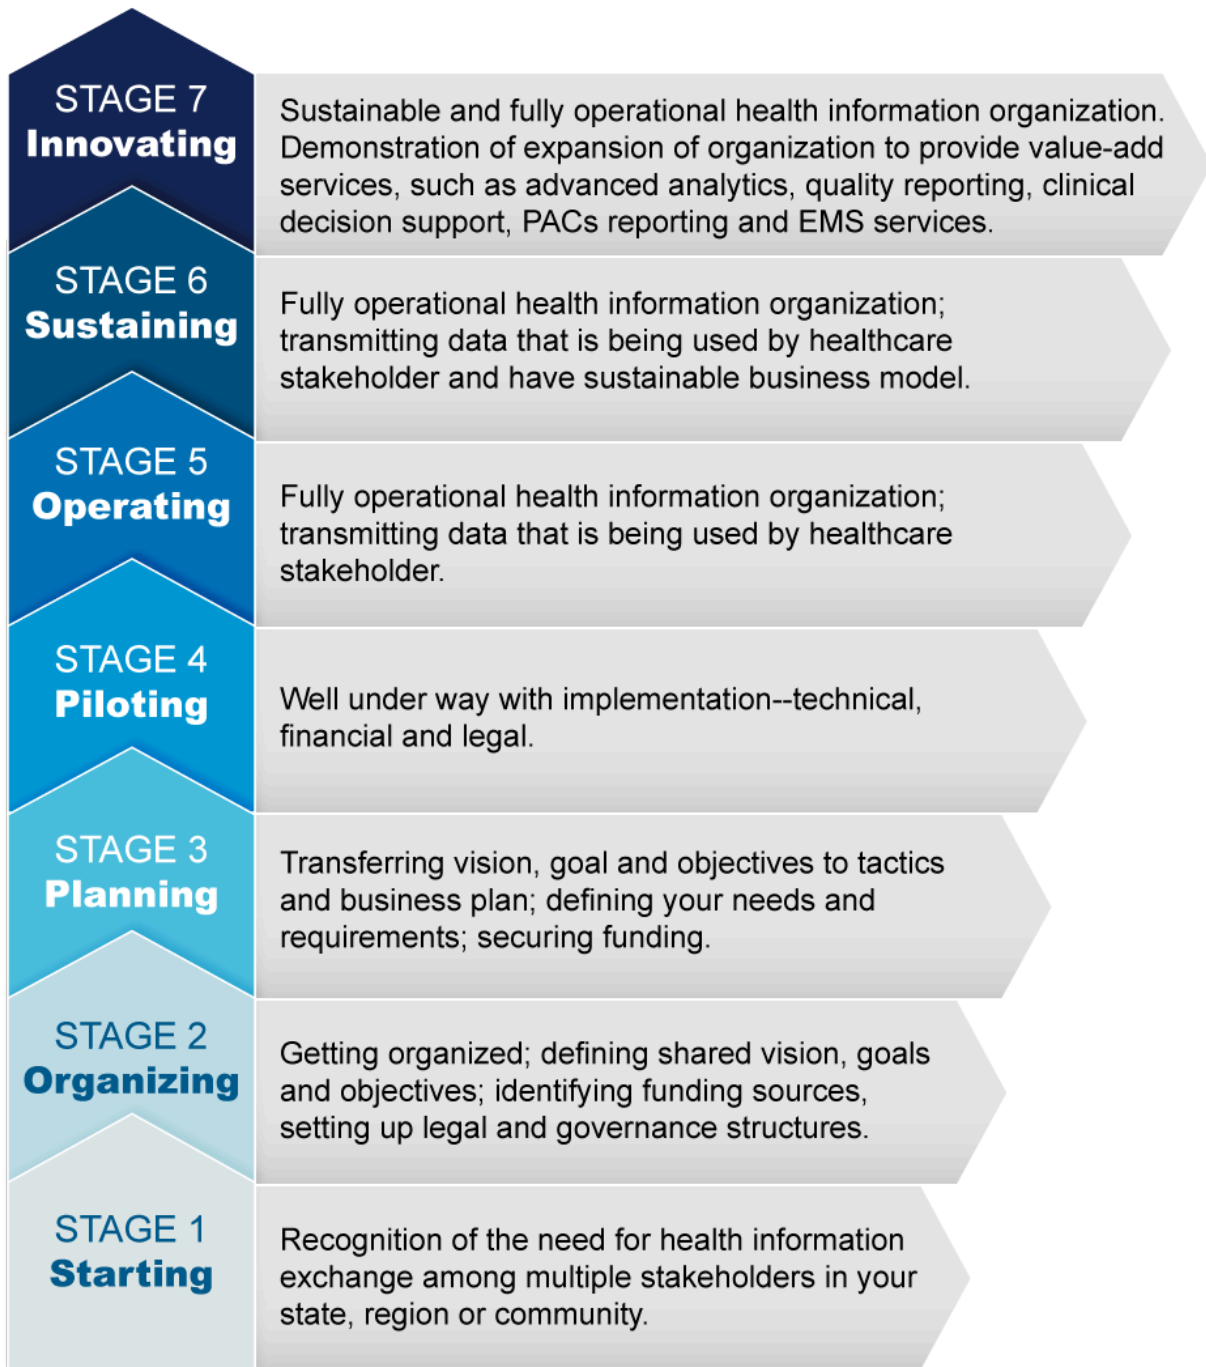 STAGE 7
Innovating
Sustainable and fully operational health information organization.
Demonstration of expansion of organization to provide value-add
services, such as advanced analytics, quality reporting, clinical
decision support, PACs reporting and EMS services.
STAGE 6
Sustaining
Fully operational health information organization;
transmitting data that is being used by healthcare
stakeholder and have sustainable business model.
STAGE 5
Operating
Fully operational health information organization;
transmitting data that is being used by healthcare
stakeholder.
STAGE 4
Piloting
Well under way with implementation--technical,
financial and legal.
STAGE 3
Planning
Transferring vision, goal and objectives to tactics
and business plan; defining your needs and
requirements; securing funding.
STAGE 2
Organizing
Getting organized; defining shared vision, goals
and objectives; identifying funding sources,
setting up legal and governance structures.
STAGE 1
Starting
Recognition of the need for health information
exchange among multiple stakeholders in your
state, region or community.